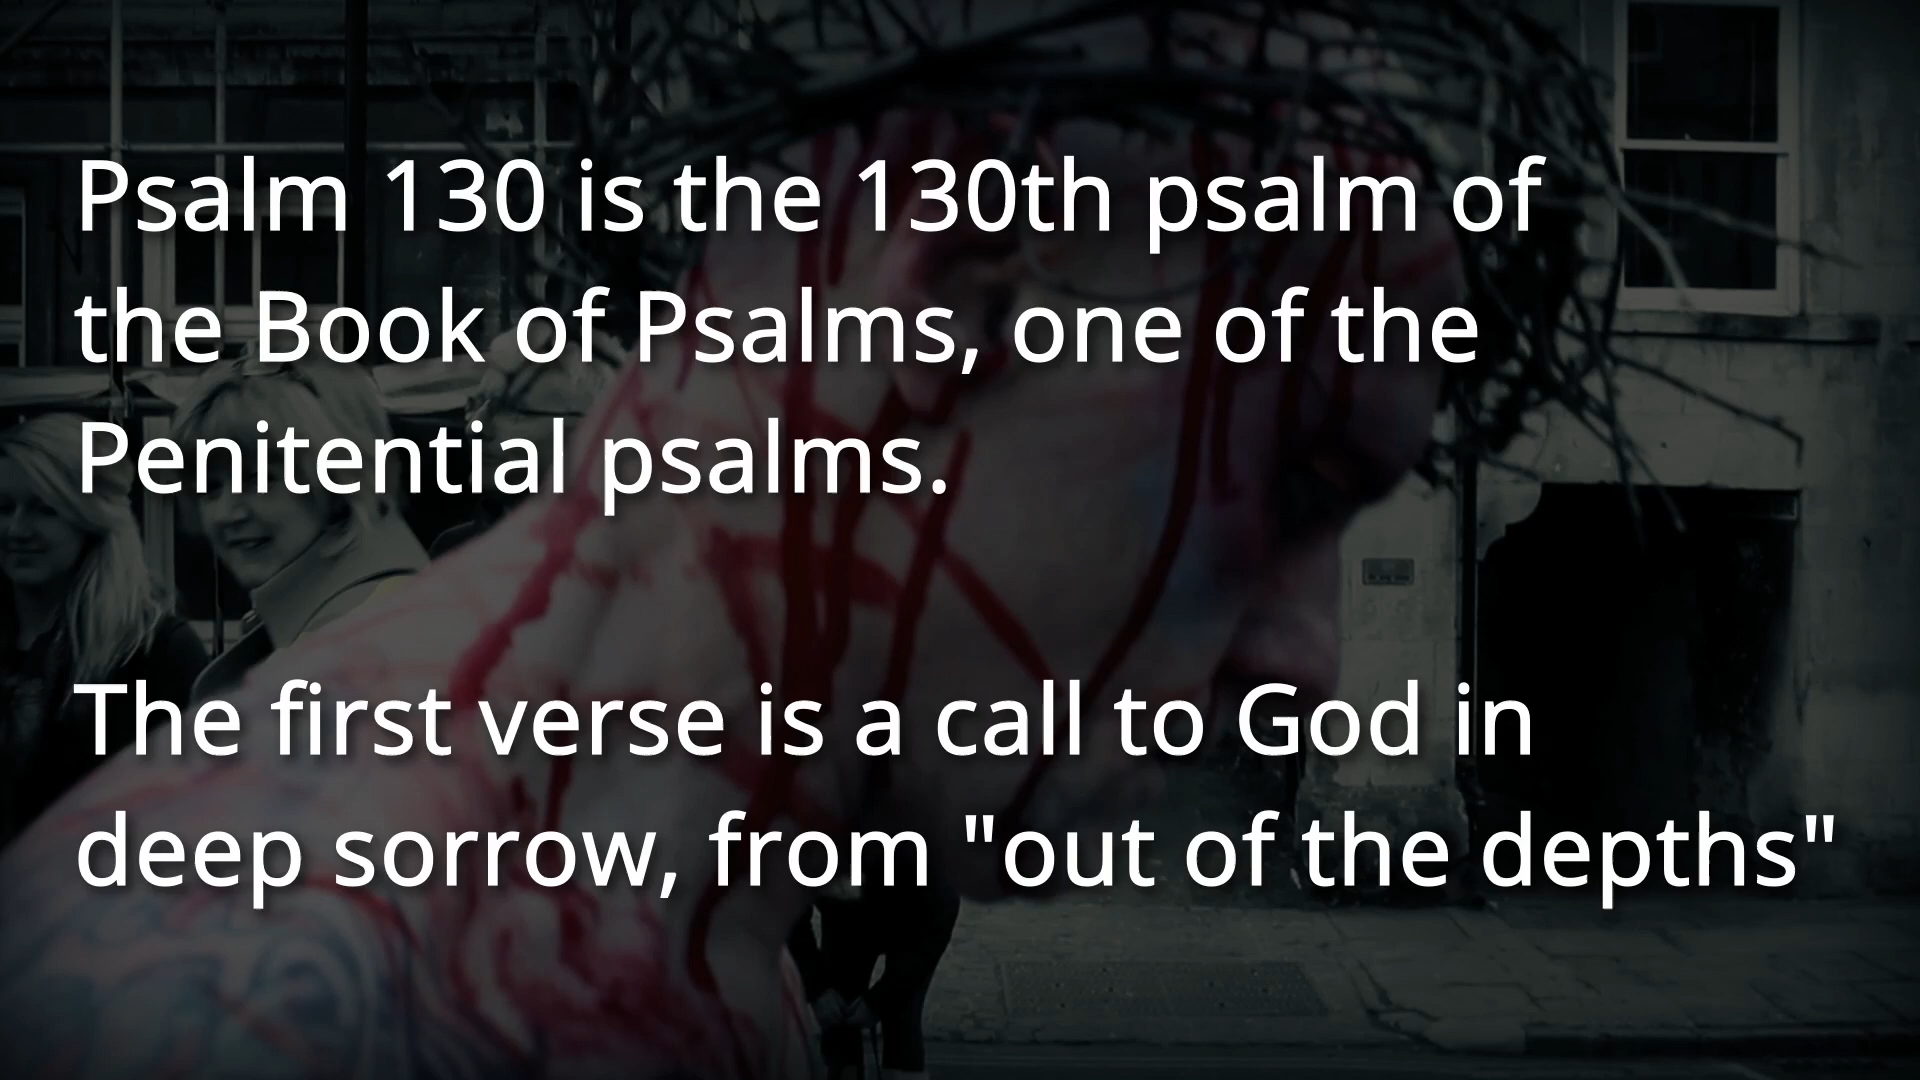 Psalm 130 is the 130th psalm of
the Book of Psalms, one of the
Penitential psalms.
The first verse is a call to God in
deep sorrow, from "out of the depths"